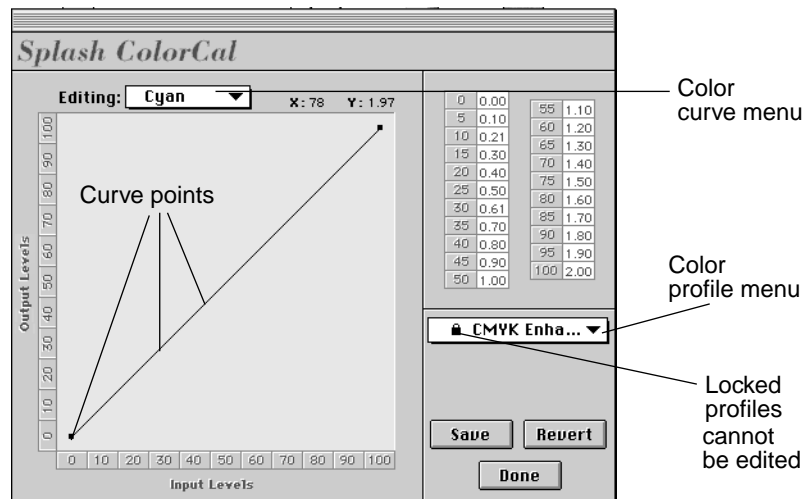 Splash ColorCal
Editing: Cyan
X: 78 Y: 1.97
Color
curve menu
Curve points
Output Levels
100
90
80
70
60
50
40
30
20
10
0
0 10 20 30 40 50 60 70 80 90 100
Input Levels
0 0.00
5 0.10
10 0.21
15 0.30
20 0.40
25 0.50
30 0.61
35 0.70
40 0.80
45 0.90
50 1.00
55 1.10
60 1.20
65 1.30
70 1.40
75 1.50
80 1.60
85 1.70
90 1.80
95 1.90
100 2.00
Color
profile menu
CMYK Enha...
Locked
profiles
cannot
be edited
Save Revert
Done